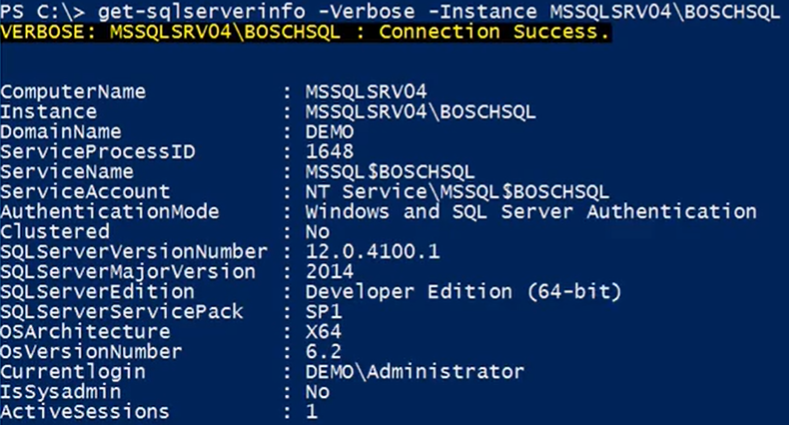 PS C:\> get-sqlserverinfo -Verbose -Instance MSSQLSRV04\BOSCHSQL
VERBOSE: MSSQLSRV04\BOSCHSQL : Connection Success.
ComputerName : MSSQLSRV04
Instance : MSSQLSRV04\BOSCHSQL
DomainName : DEMO
ServiceProcessID : 1648
ServiceName : MSSQL$BOSCHSQL
ServiceAccount : NT Service\MSSQL$BOSCHSQL
AuthenticationMode : Windows and SQL Server Authentication
Clustered : No
SQLServerVersionNumber : 12.0.4100.1
SQLServerMajorVersion : 2014
SQLServerEdition : Developer Edition (64-bit)
SQLServerServicePack : SP1
OSArchitecture : X64
OsVersionNumber : 6.2
Currentlogin : DEMO\Administrator
IsSysadmin : No
ActiveSessions : 1